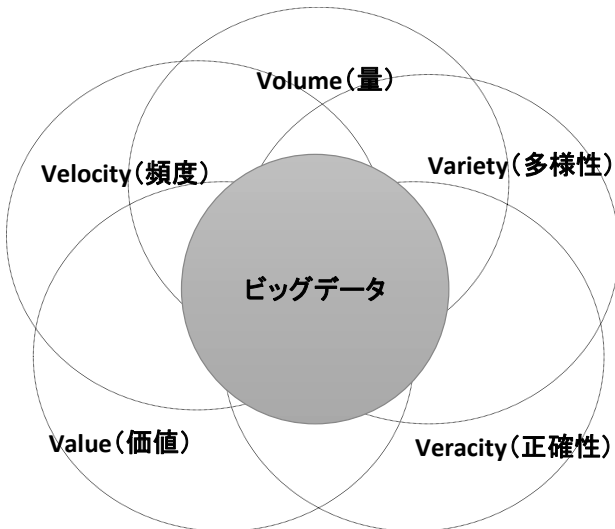 Volume（量）
Velocity（頻度）
Variety（多様性）
ビッグデータ
Value（価値）
Veracity（正確性）